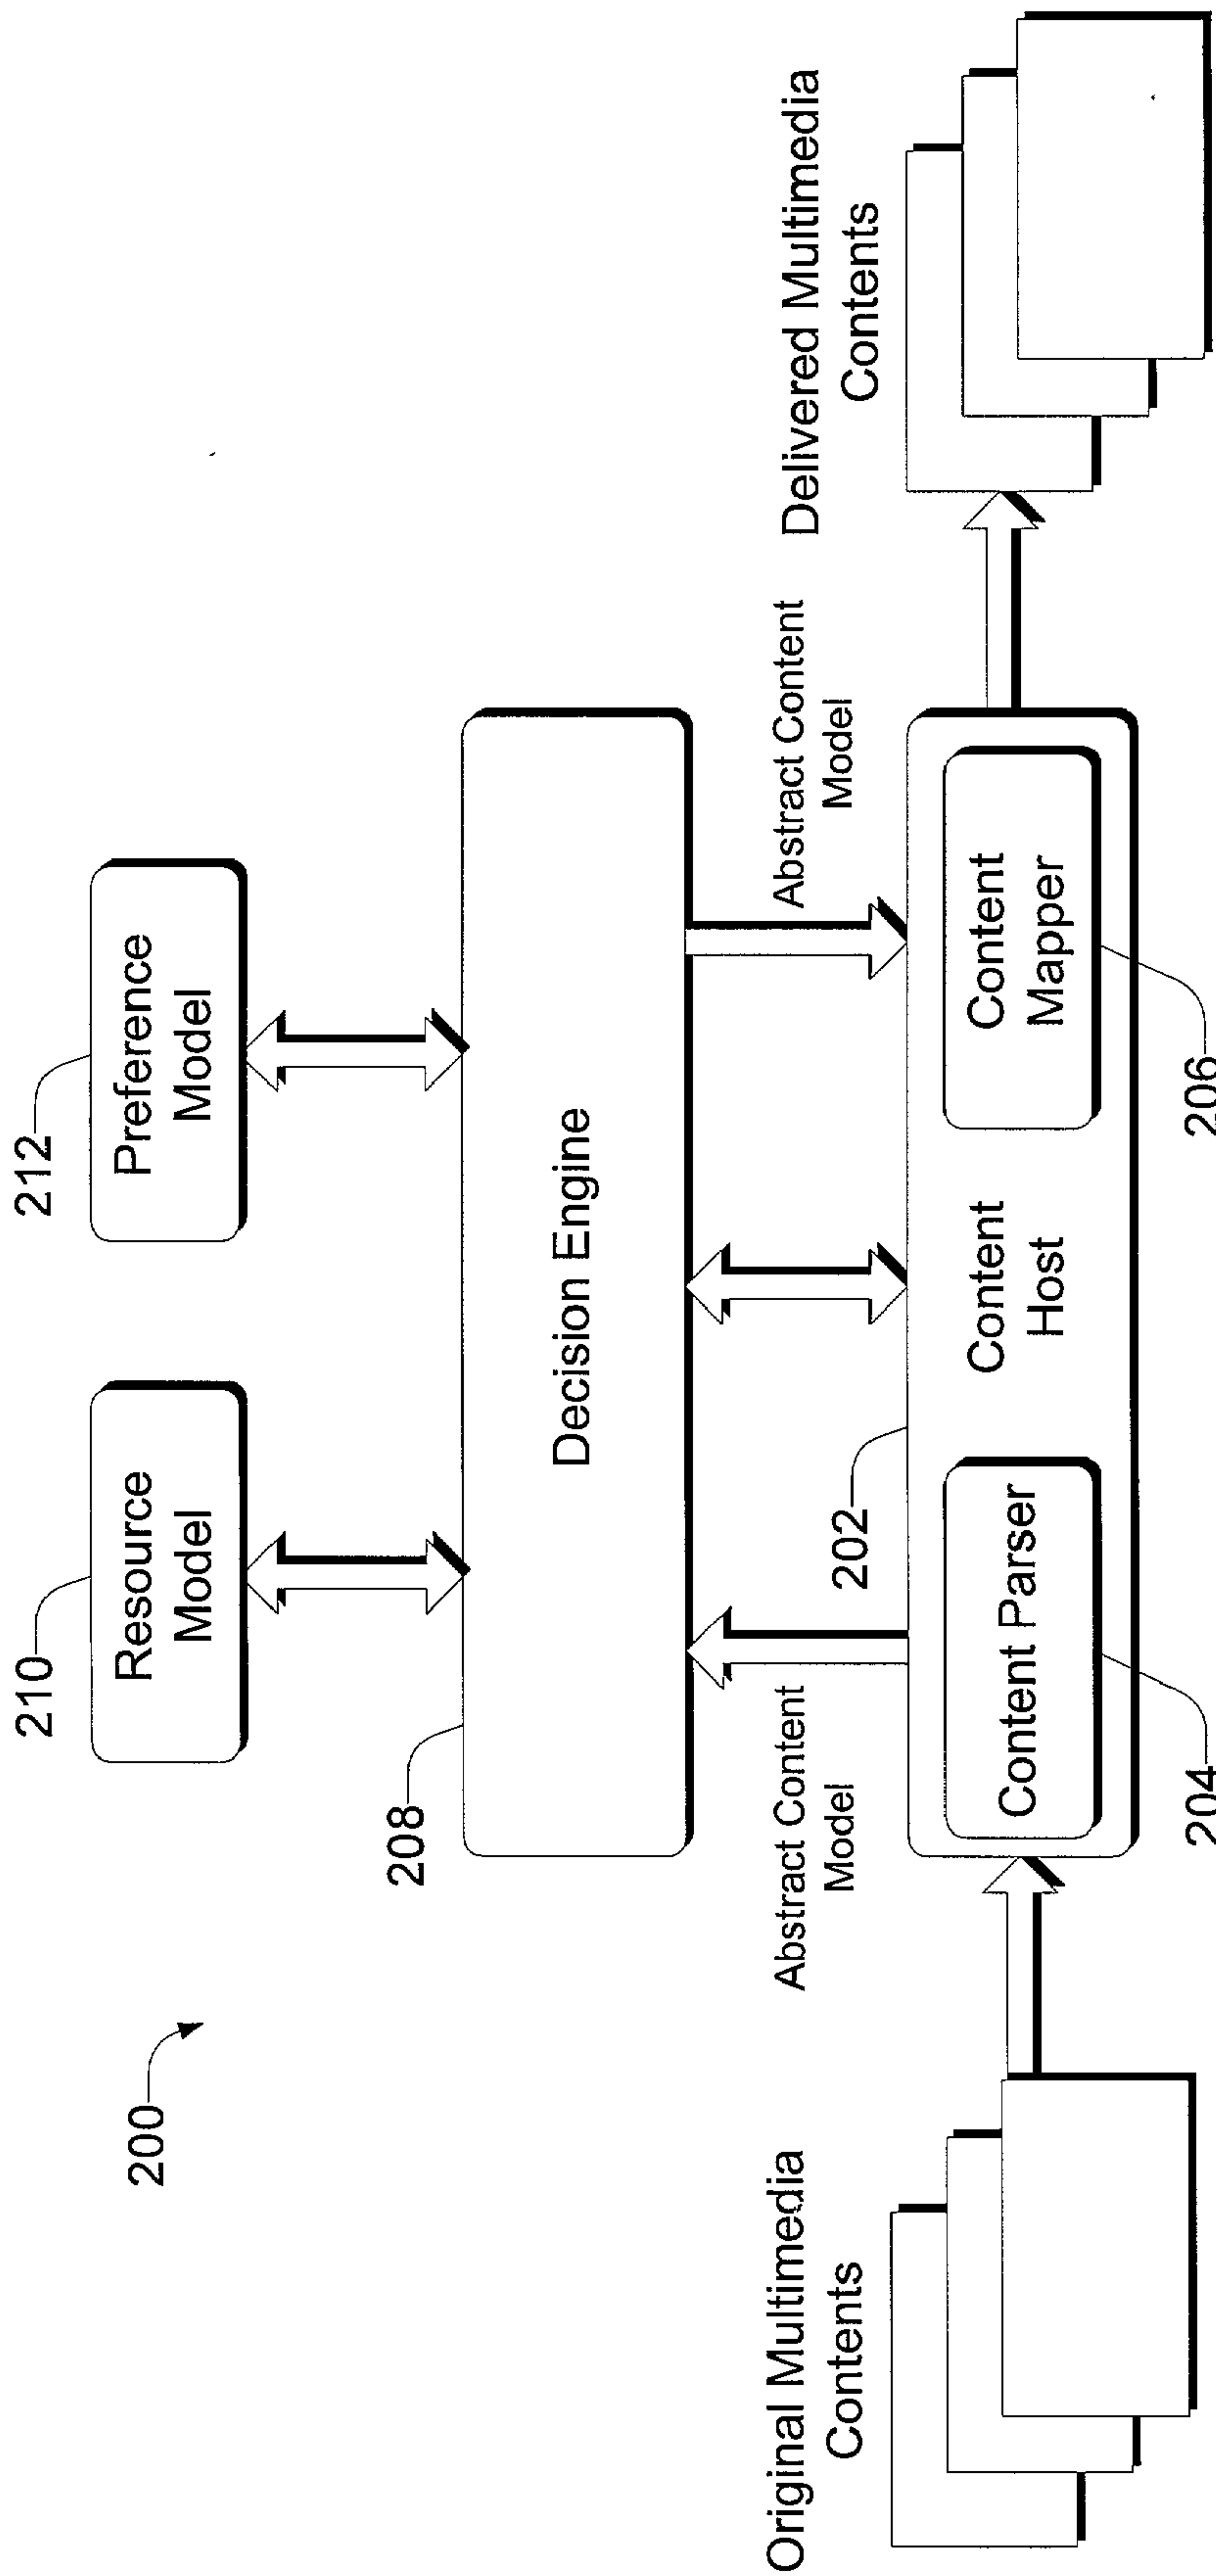 200
210
Resource
Model
212
Preference
Model
208
Decision Engine
Abstract Content
Model
202
Abstract Content
Model
Original Multimedia
Contents
Content Parser
Content
Host
Content
Mapper
Delivered Multimedia
Contents
204
206